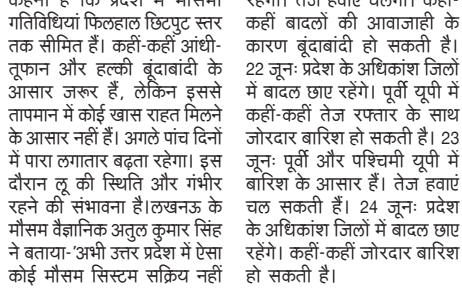 कहना है कि प्रदेश में मौसमी
गतिविधियां फिलहाल छिटपुट स्तर
तक सीमित हैं। कहीं-कहीं आंधी-
तूफान और हल्की बूंदाबांदी के
आसार जरूर हैं, लेकिन इससे
तापमान में कोई खास राहत मिलने
के आसार नहीं हैं। अगले पांच दिनों
में पारा लगातार बढ़ता रहेगा। इस
दौरान लू की स्थिति और गंभीर
रहने की संभावना है।लखनऊ के
मौसम वैज्ञानिक अतुल कुमार सिंह
ने बताया-'अभी उत्तर प्रदेश में ऐसा
कोई मौसम सिस्टम सक्रिय नहीं
रहेगी। तेज हवाएं चलेंगी। कहीं-
कहीं बादलों की आवाजाही के
कारण बूंदाबांदी हो सकती है।
22 जूनः प्रदेश के अधिकांश जिलों
में बादल छाए रहेंगे। पूर्वी यूपी में
कहीं-कहीं तेज रफ्तार के साथ
जोरदार बारिश हो सकती है। 23
जूनः पूर्वी और पश्चिमी यूपी में
बारिश के आसार हैं। तेज हवाएं
चल सकती हैं। 24 जूनः प्रदेश
के अधिकांश जिलों में बादल छाए
रहेंगे। कहीं-कहीं जोरदार बारिश
हो सकती है।